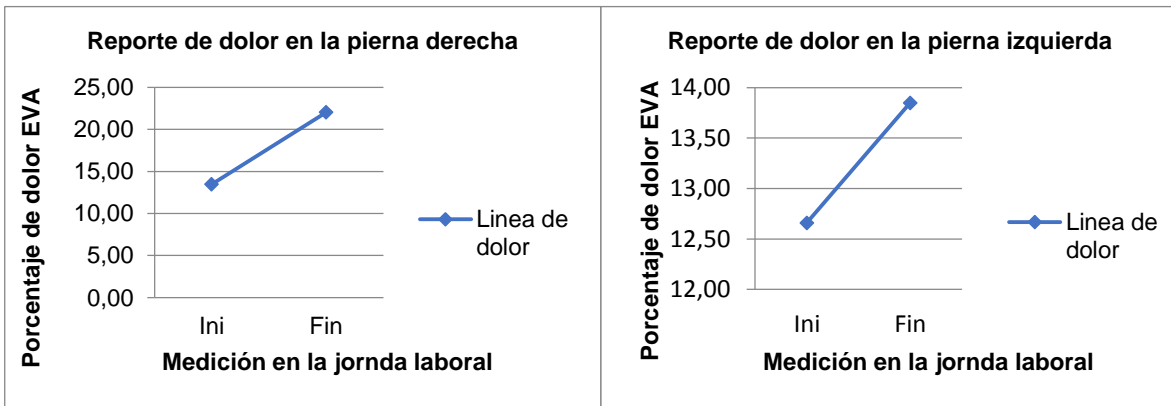 Reporte de dolor en la pierna derecha
Porcentaje de dolor EVA
25,00
20,00
15,00
10,00
5,00
0,00
Ini Fin
Linea de
dolor
Medición en la jornda laboral
Reporte de dolor en la pierna izquierda
Porcentaje de dolor EVA
14,00
13,50
13,00
12,50
12,00
Ini Fin
Linea de
dolor
Medición en la jornda laboral